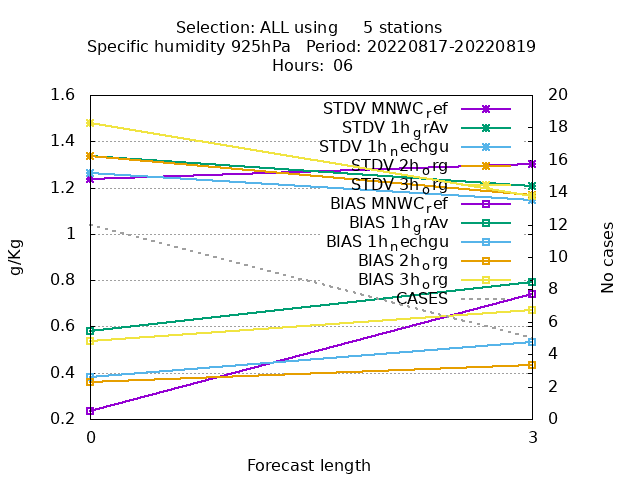 Selection: ALL using     5 stations
Specific humidity 925hPa   Period: 20220817-20220819
Hours:  06
1.6
1.4
1.2
1
0.8
0.6
0.4
0.2
g/Kg
20
18
16
14
12
10
8
6
4
2
0
No cases
STDV MNWC_ref
STDV 1h_grAv
STDV 1h_nechgu
STDV 2h_org
STDV 3h_org
BIAS MNWC_ref
BIAS 1h_grAv
BIAS 1h_nechgu
BIAS 2h_org
BIAS 3h_org
CASES
0
3
Forecast length